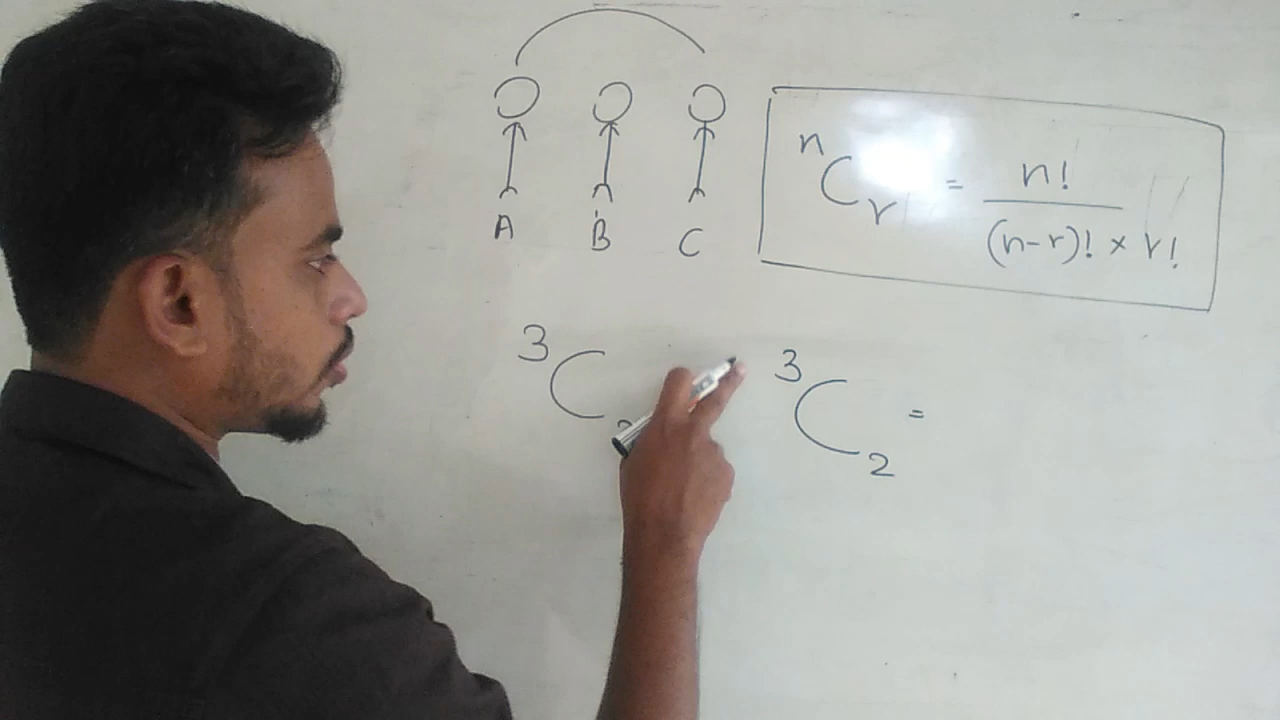 A B C
ⁿCᵣ = n! / (n-r)! × r!
³C
³C₂ =